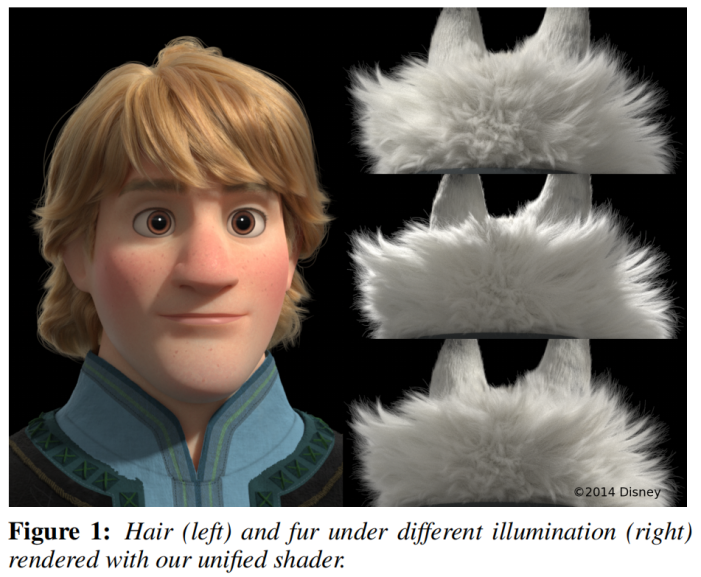 ©2014 Disney
Figure 1: Hair (left) and fur under different illumination (right)
rendered with our unified shader.